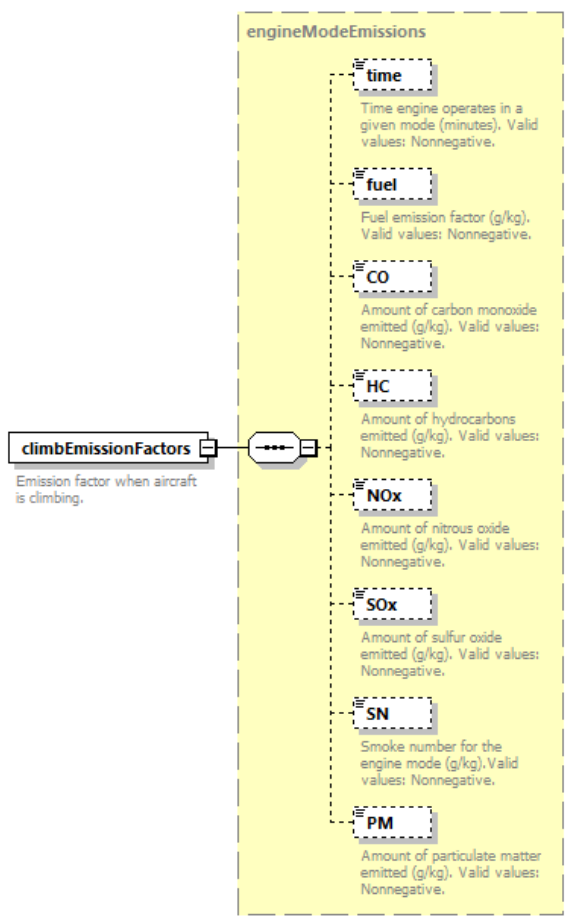 engineModeEmissions
time
Time engine operates in a
given mode (minutes). Valid
values: Nonnegative.
fuel
Fuel emission factor (g/kg).
Valid values: Nonnegative.
CO
Amount of carbon monoxide
emitted (g/kg). Valid values:
Nonnegative.
HC
Amount of hydrocarbons
emitted (g/kg). Valid values:
Nonnegative.
climbEmissionFactors
Emission factor when aircraft
is climbing.
NOx
Amount of nitrous oxide
emitted (g/kg). Valid values:
Nonnegative.
SOx
Amount of sulfur oxide
emitted (g/kg). Valid values:
Nonnegative.
SN
Smoke number for the
engine mode (g/kg).Valid
values: Nonnegative.
PM
Amount of particulate matter
emitted (g/kg). Valid values:
Nonnegative.